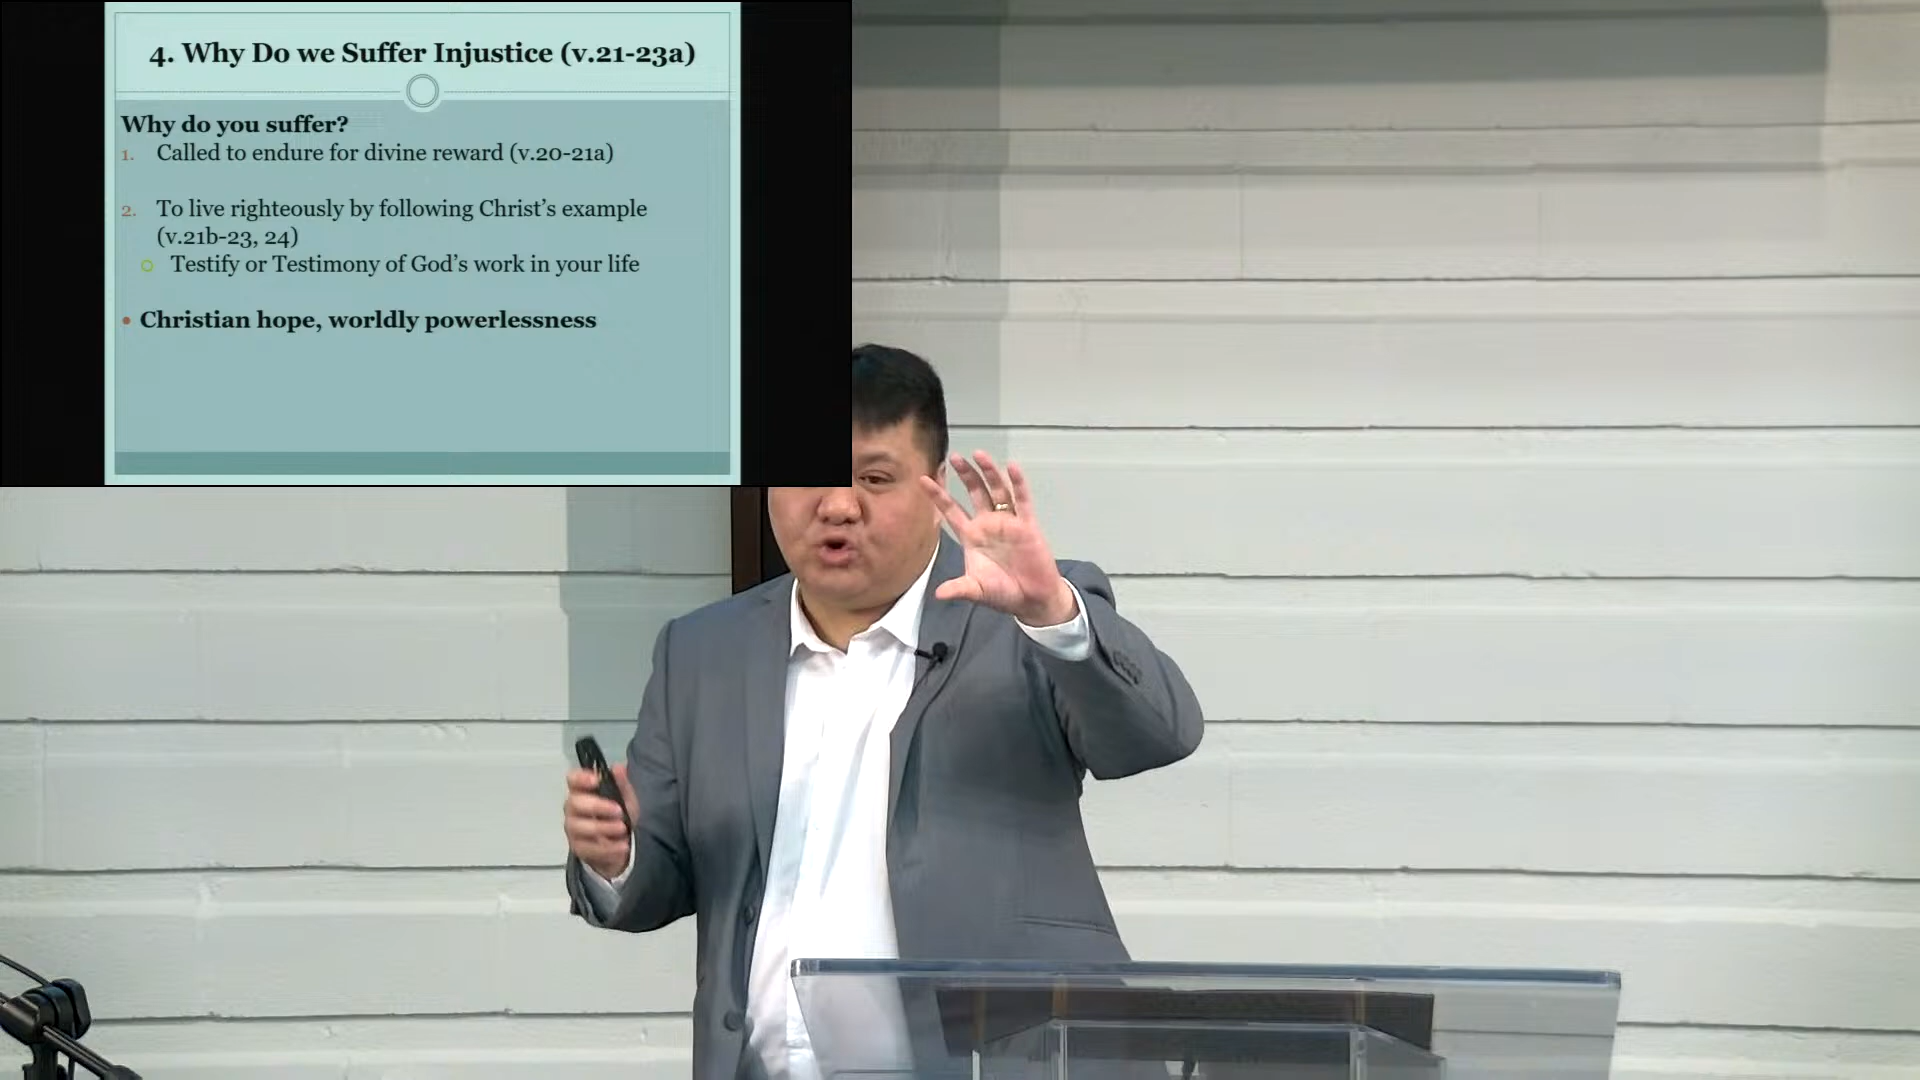 4. Why Do we Suffer Injustice (v.21-23a)
Why do you suffer?
1. Called to endure for divine reward (v.20-21a)
2. To live righteously by following Christ's example
(v.21b-23, 24)
Testify or Testimony of God's work in your life
• Christian hope, worldly powerlessness